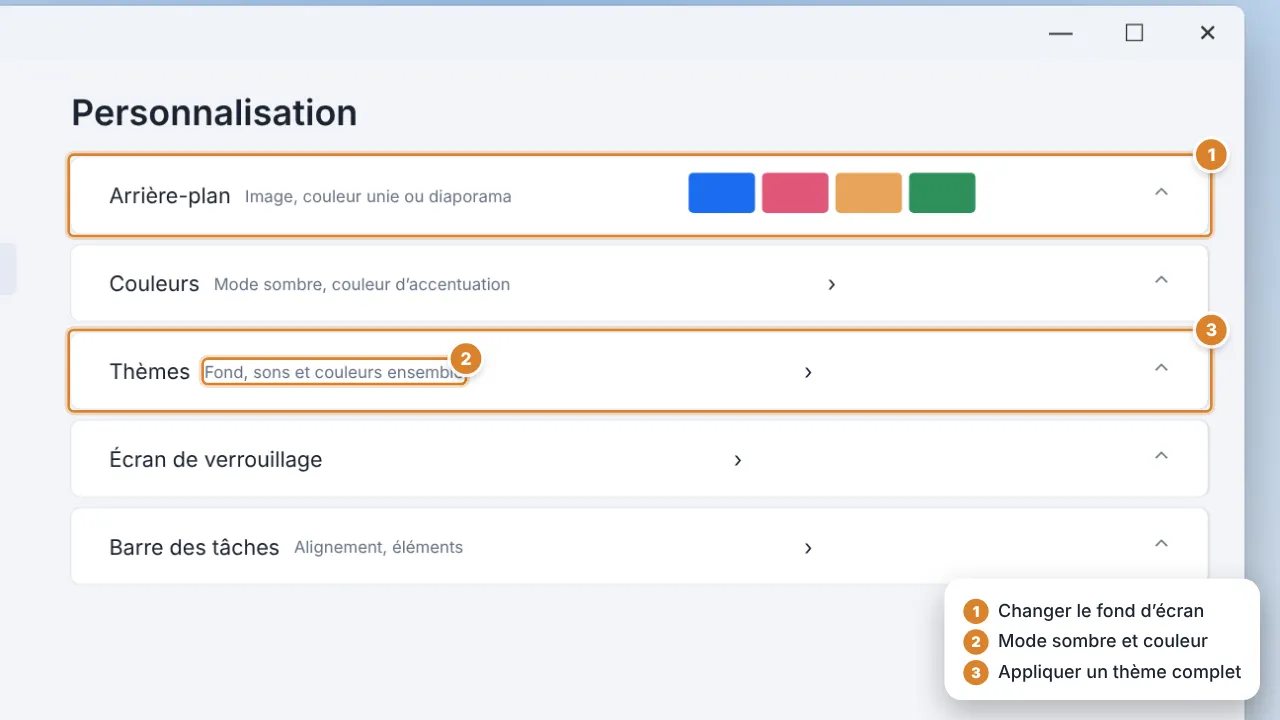 Personnalisation
1
Arrière-plan Image, couleur unie ou diaporama
Couleurs Mode sombre, couleur d’accentuation
3
2
Thèmes Fond, sons et couleurs ensemble
Écran de verrouillage
Barre des tâches Alignement, éléments
1 Changer le fond d’écran
2 Mode sombre et couleur
3 Appliquer un thème complet